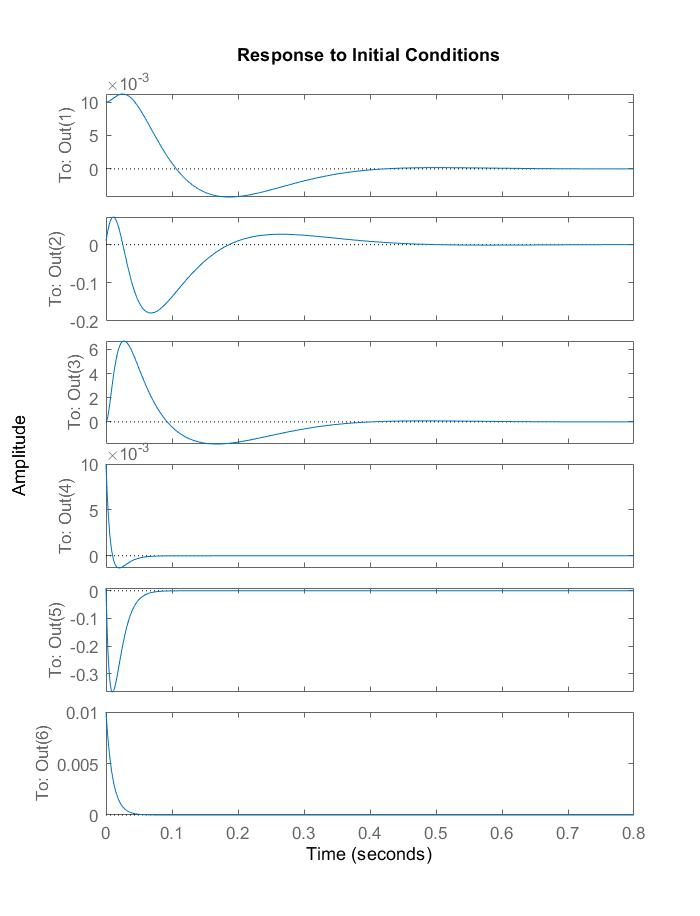 Response to Initial Conditions
×10-3
10
5
0
To: Out(1)
0
-0.1
-0.2
To: Out(2)
6
4
2
0
To: Out(3)
×10-3
10
5
0
To: Out(4)
0
-0.1
-0.2
-0.3
To: Out(5)
0.01
0.005
0
To: Out(6)
Amplitude
0 0.1 0.2 0.3 0.4 0.5 0.6 0.7 0.8
Time (seconds)